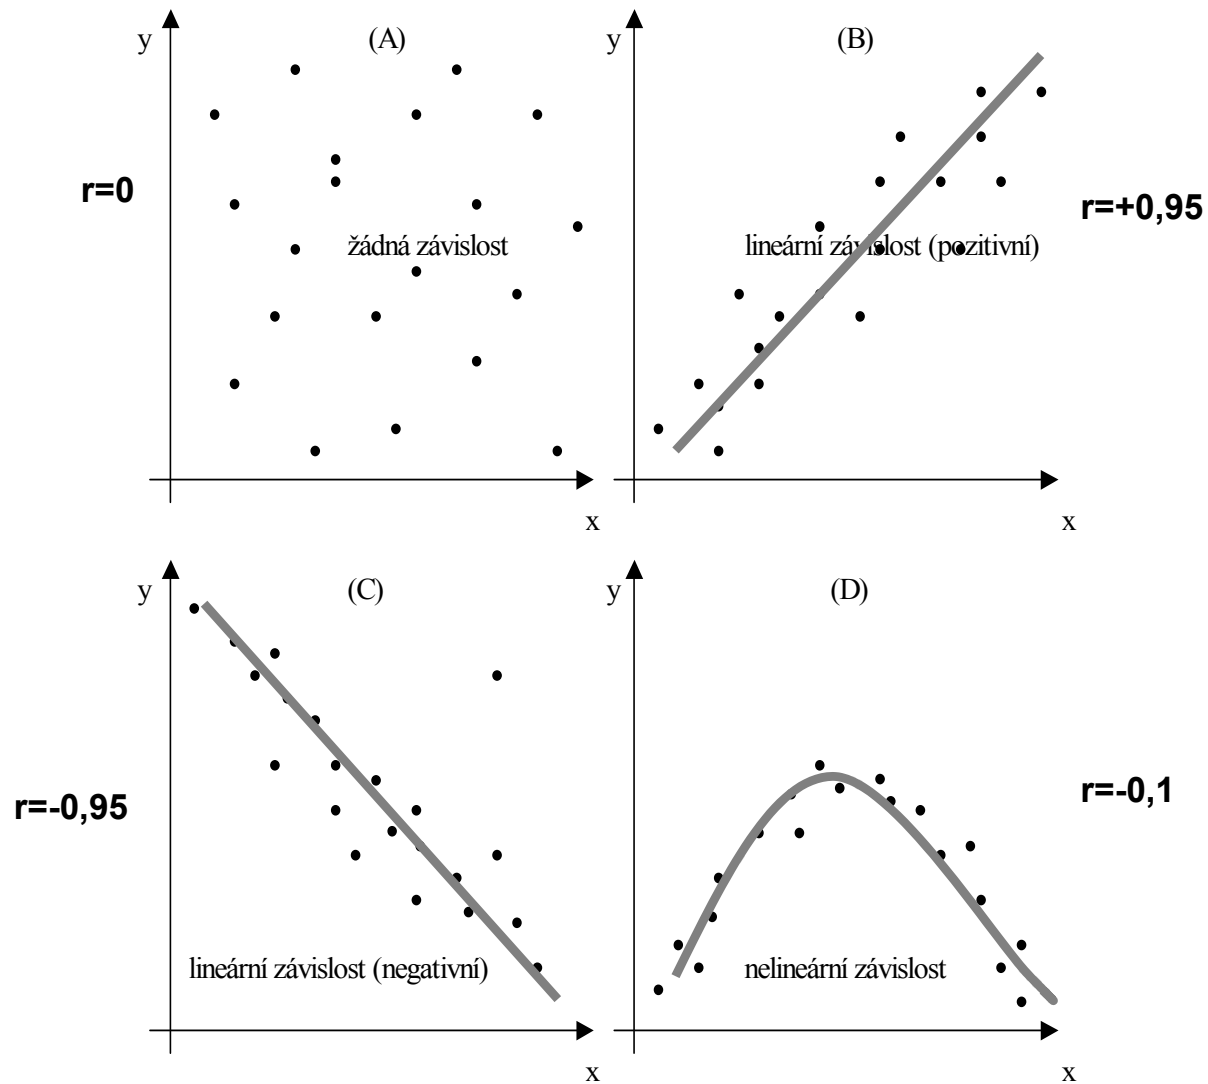 y
(A)
r=0
žádná závislost
x
y
(B)
r=+0,95
lineární závislost (pozitivní)
x
y
(C)
r=-0,95
lineární závislost (negativní)
x
y
(D)
r=-0,1
nelineární závislost
x